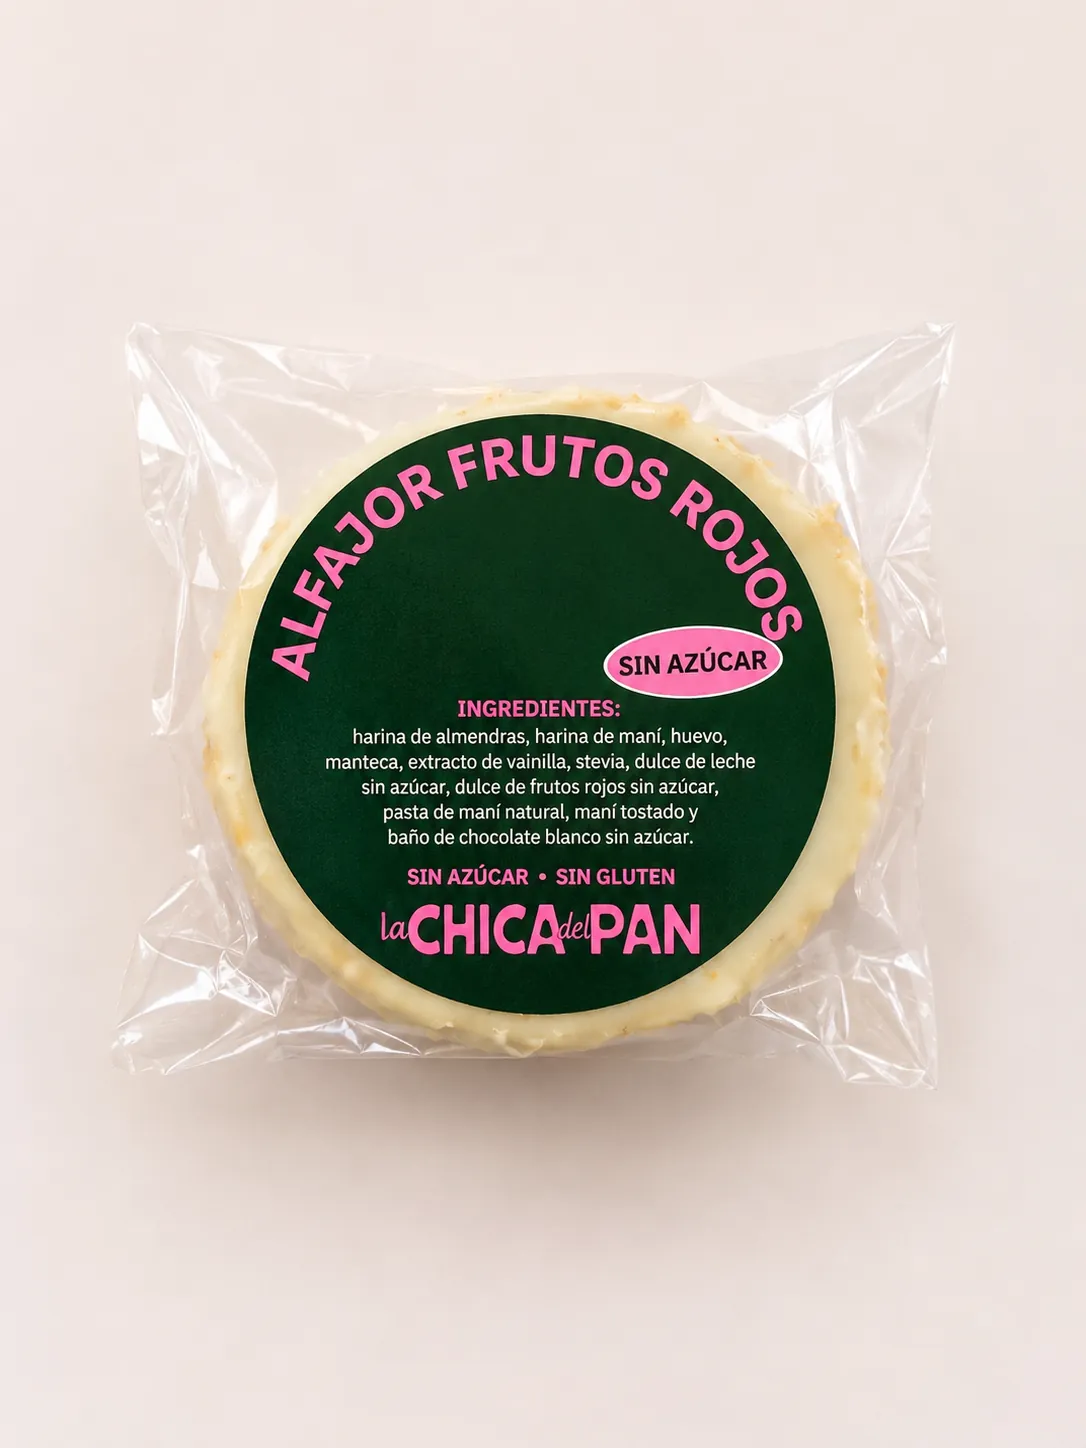 ALFAJOR FRUTOS ROJOS
SIN AZÚCAR
INGREDIENTES:
harina de almendras, harina de maní, huevo,
manteca, extracto de vainilla, stevia, dulce de leche
sin azúcar, dulce de frutos rojos sin azúcar,
pasta de maní natural, maní tostado y
baño de chocolate blanco sin azúcar.
SIN AZÚCAR • SIN GLUTEN
la CHICA del PAN